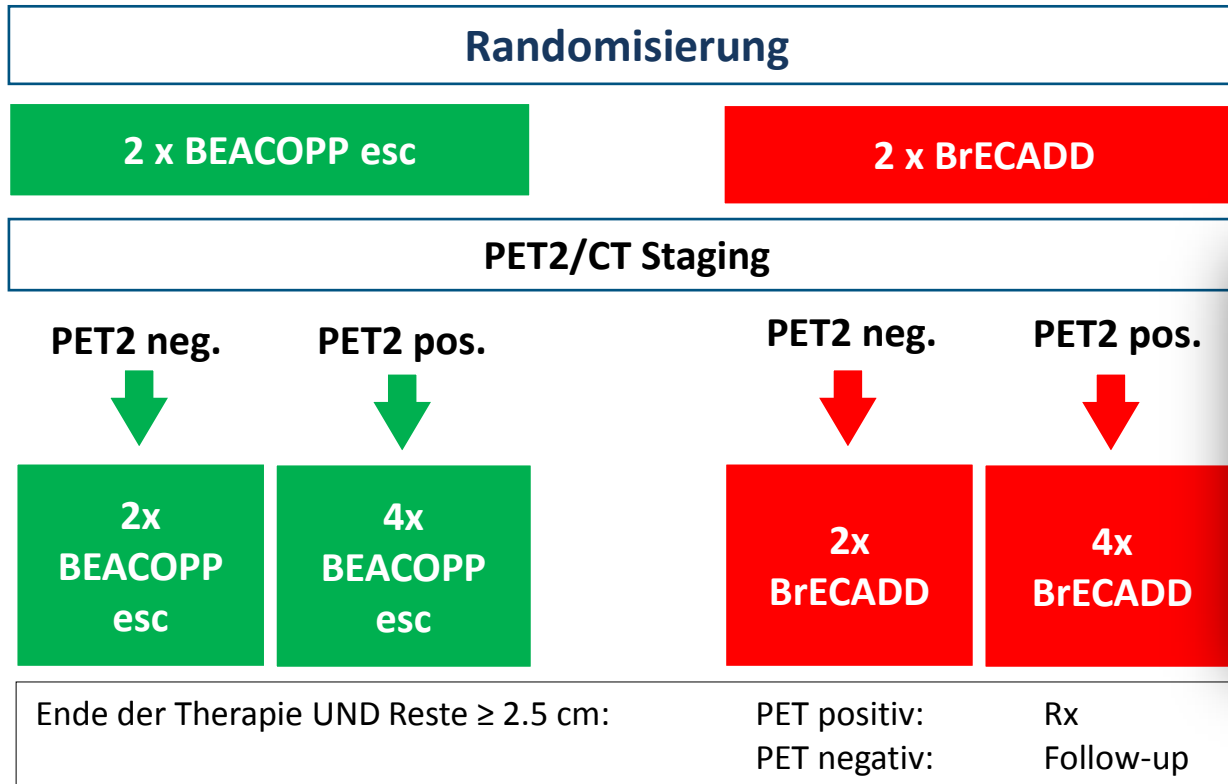 Randomisierung
2 x BEACOPP esc
2 x BrECADD
PET2/CT Staging
PET2 neg.
PET2 pos.
PET2 neg.
PET2 pos.
2x
BEACOPP
esc
4x
BEACOPP
esc
2x
BrECADD
4x
BrECADD
Ende der Therapie UND Reste ≥ 2.5 cm: PET positiv: Rx
PET negativ: Follow-up